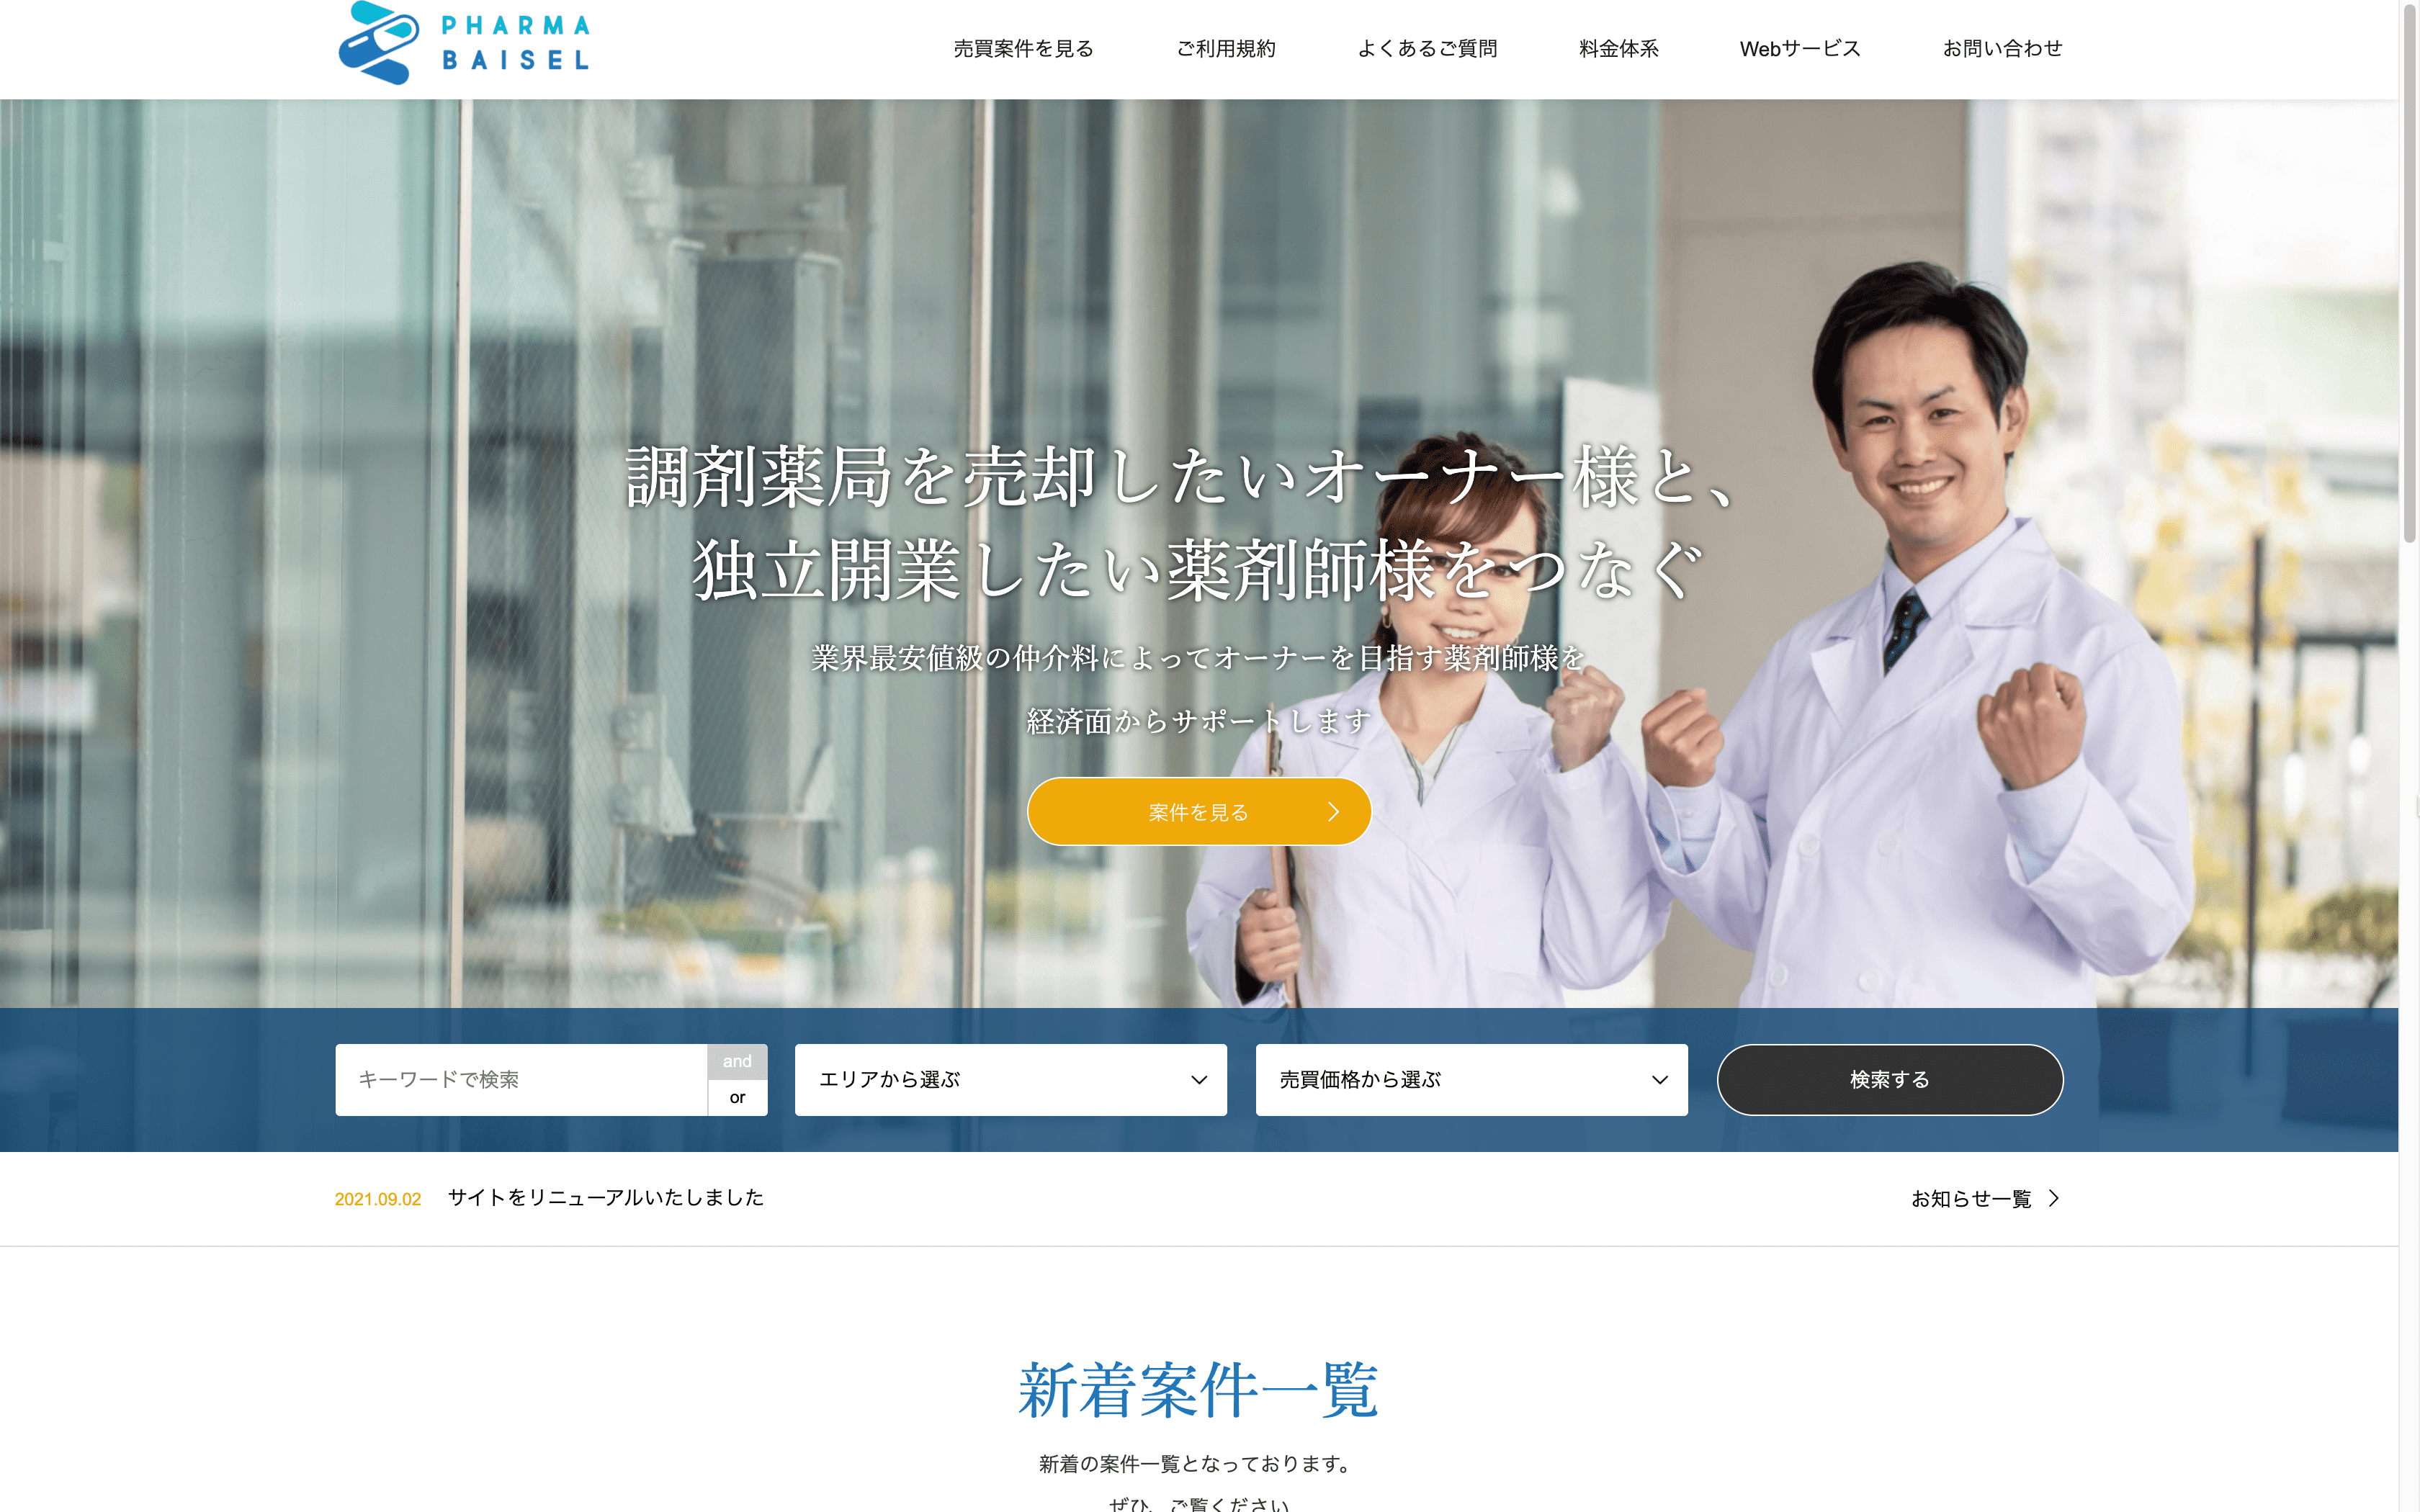 PHARMA
BAISEL
売買案件を見る
ご利用規約
よくあるご質問
料金体系
Webサービス
お問い合わせ
調剤薬局を売却したいオーナー様と、
独立開業したい薬剤師様をつなぐ
業界最安値級の仲介料によってオーナーを目指す薬剤師様を
経済面からサポートします
案件を見る
キーワードで検索
and
or
エリアから選ぶ
売買価格から選ぶ
検索する
2021.09.02 サイトをリニューアルいたしました
お知らせ一覧
新着案件一覧
新着の案件一覧となっております。
ぜひ、ご覧ください